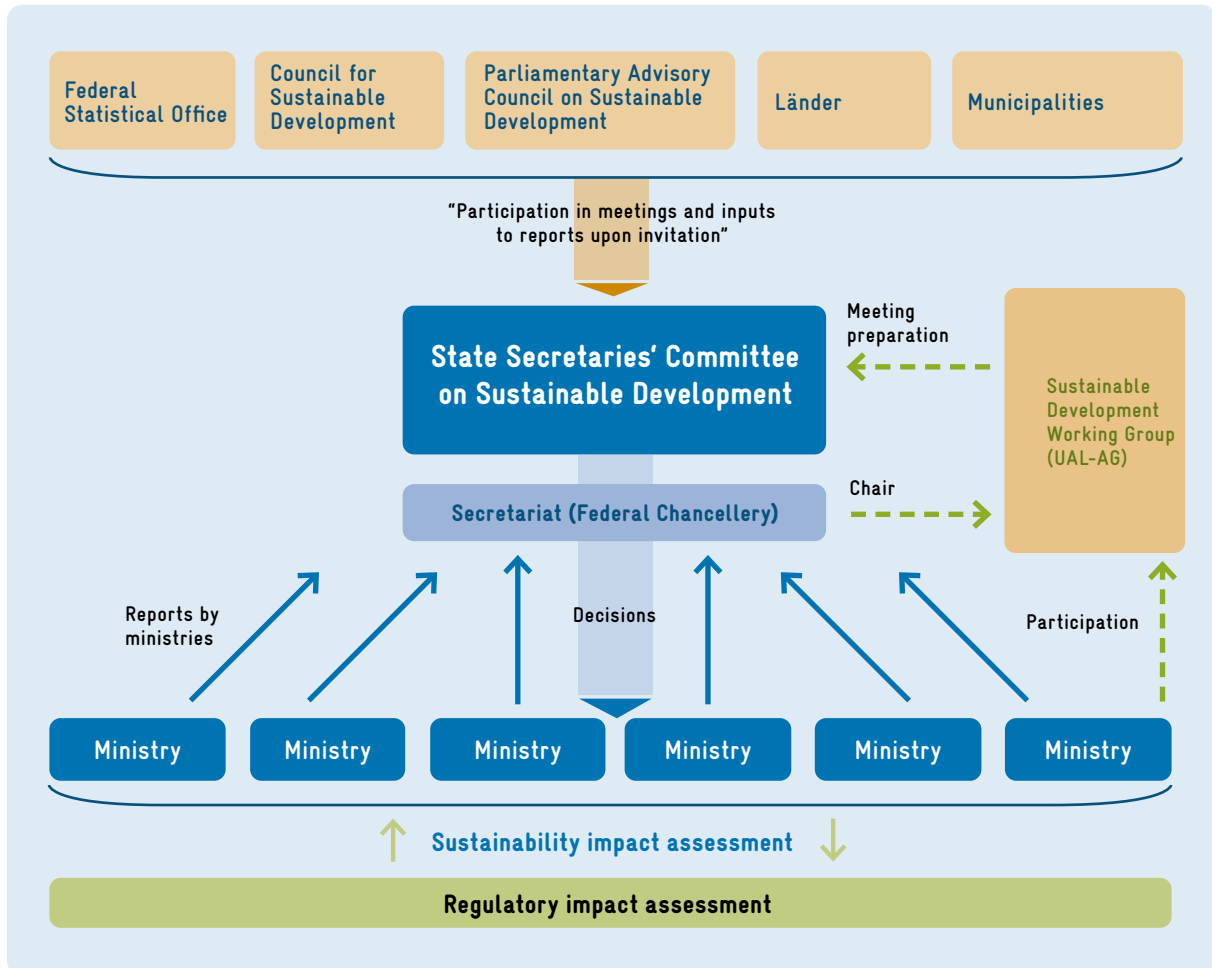 Federal
Statistical Office
Council for
Sustainable
Development
Parliamentary Advisory
Council on Sustainable
Development
Länder
Municipalities
"Participation in meetings and inputs
to reports upon invitation"
State Secretaries' Committee
on Sustainable Development
Meeting
preparation
Sustainable
Development
Working Group
(UAL-AG)
Secretariat (Federal Chancellery)
Chair
Reports by
ministries
Decisions
Participation
Ministry
Ministry
Ministry
Ministry
Ministry
Ministry
Sustainability impact assessment
Regulatory impact assessment